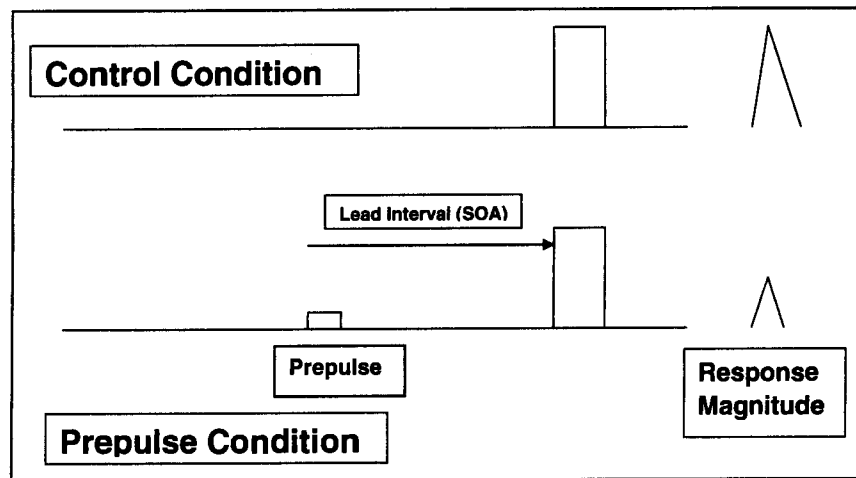 Control Condition
Lead Interval (SOA)
Prepulse
Response
Magnitude
Prepulse Condition